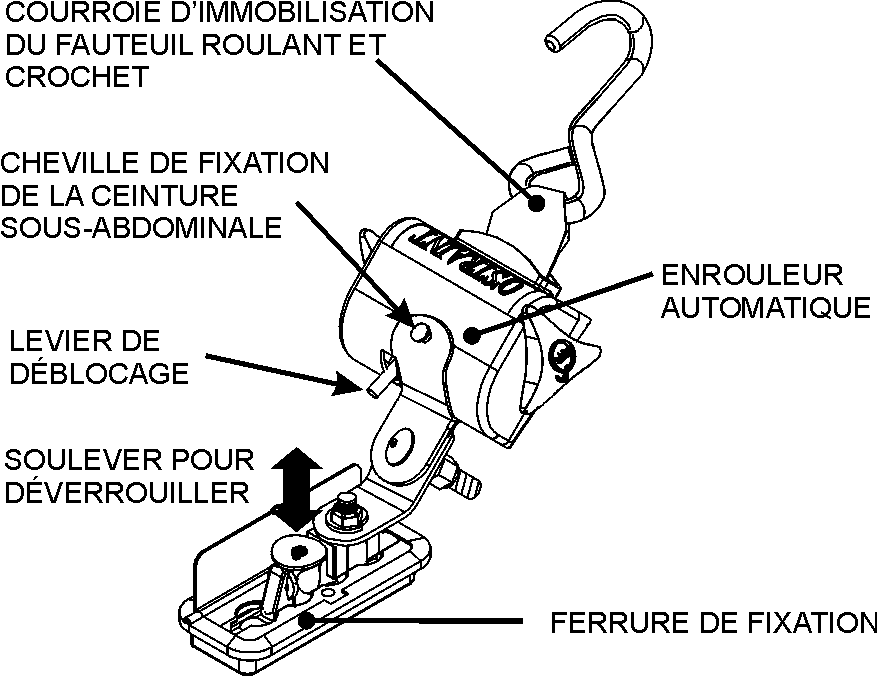 COURROIE D'IMMOBILISATION
DU FAUTEUIL ROULANT ET
CROCHET
CHEVILLE DE FIXATION
DE LA CEINTURE
SOUS-ABDOMINALE
ENROULEUR
AUTOMATIQUE
LEVIER DE
DÉBLOCAGE
SOULEVER POUR
DÉVERROUILLER
FERRURE DE FIXATION